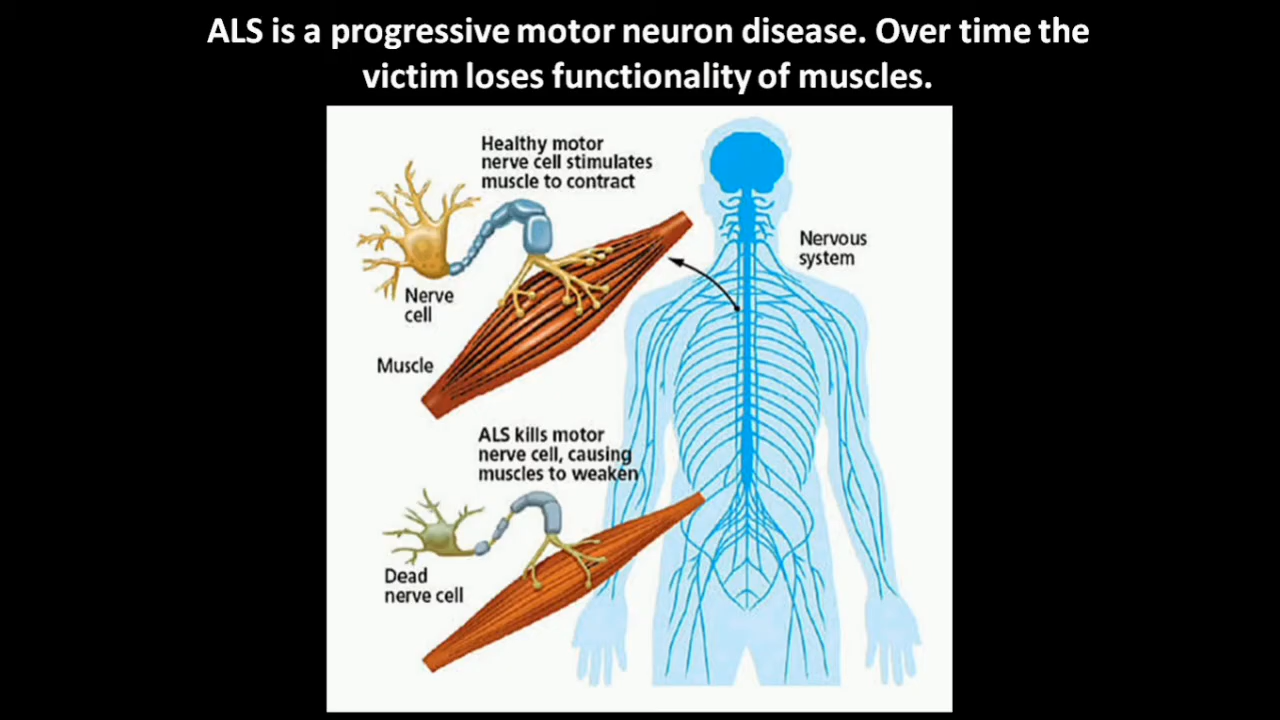 ALS is a progressive motor neuron disease. Over time the
victim loses functionality of muscles.
Healthy motor
nerve cell stimulates
muscle to contract
Nervous
system
Nerve
cell
Muscle
ALS kills motor
nerve cell, causing
muscles to weaken
Dead
nerve cell